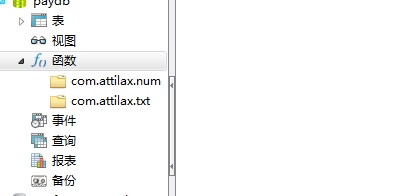 paydb
表
视图
函数
com.attilax.num
com.attilax.txt
事件
查询
报表
备份